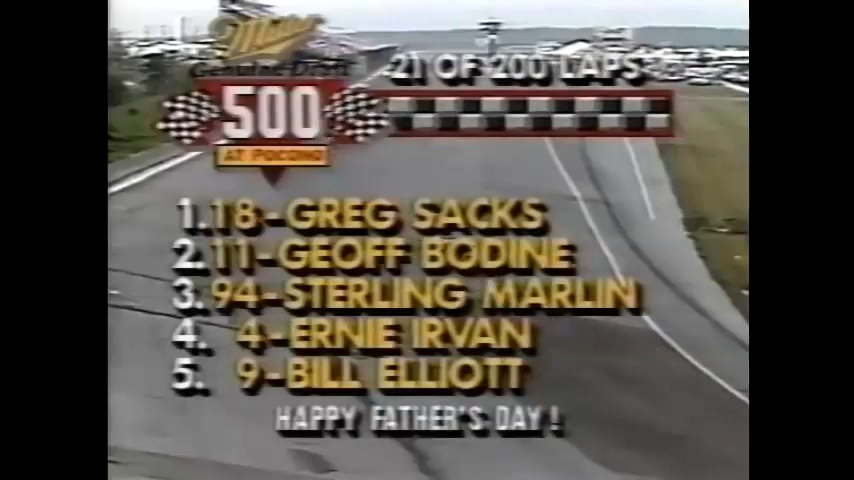 Miller
Genuine Draft
500
AT POCONO
21 OF 200 LAPS
1. 18-GREG SACKS
2. 11-GEOFF BODINE
3. 94-STERLING MARLIN
4. 4-ERNIE IRVAN
5. 9-BILL ELLIOTT
HAPPY FATHER'S DAY!